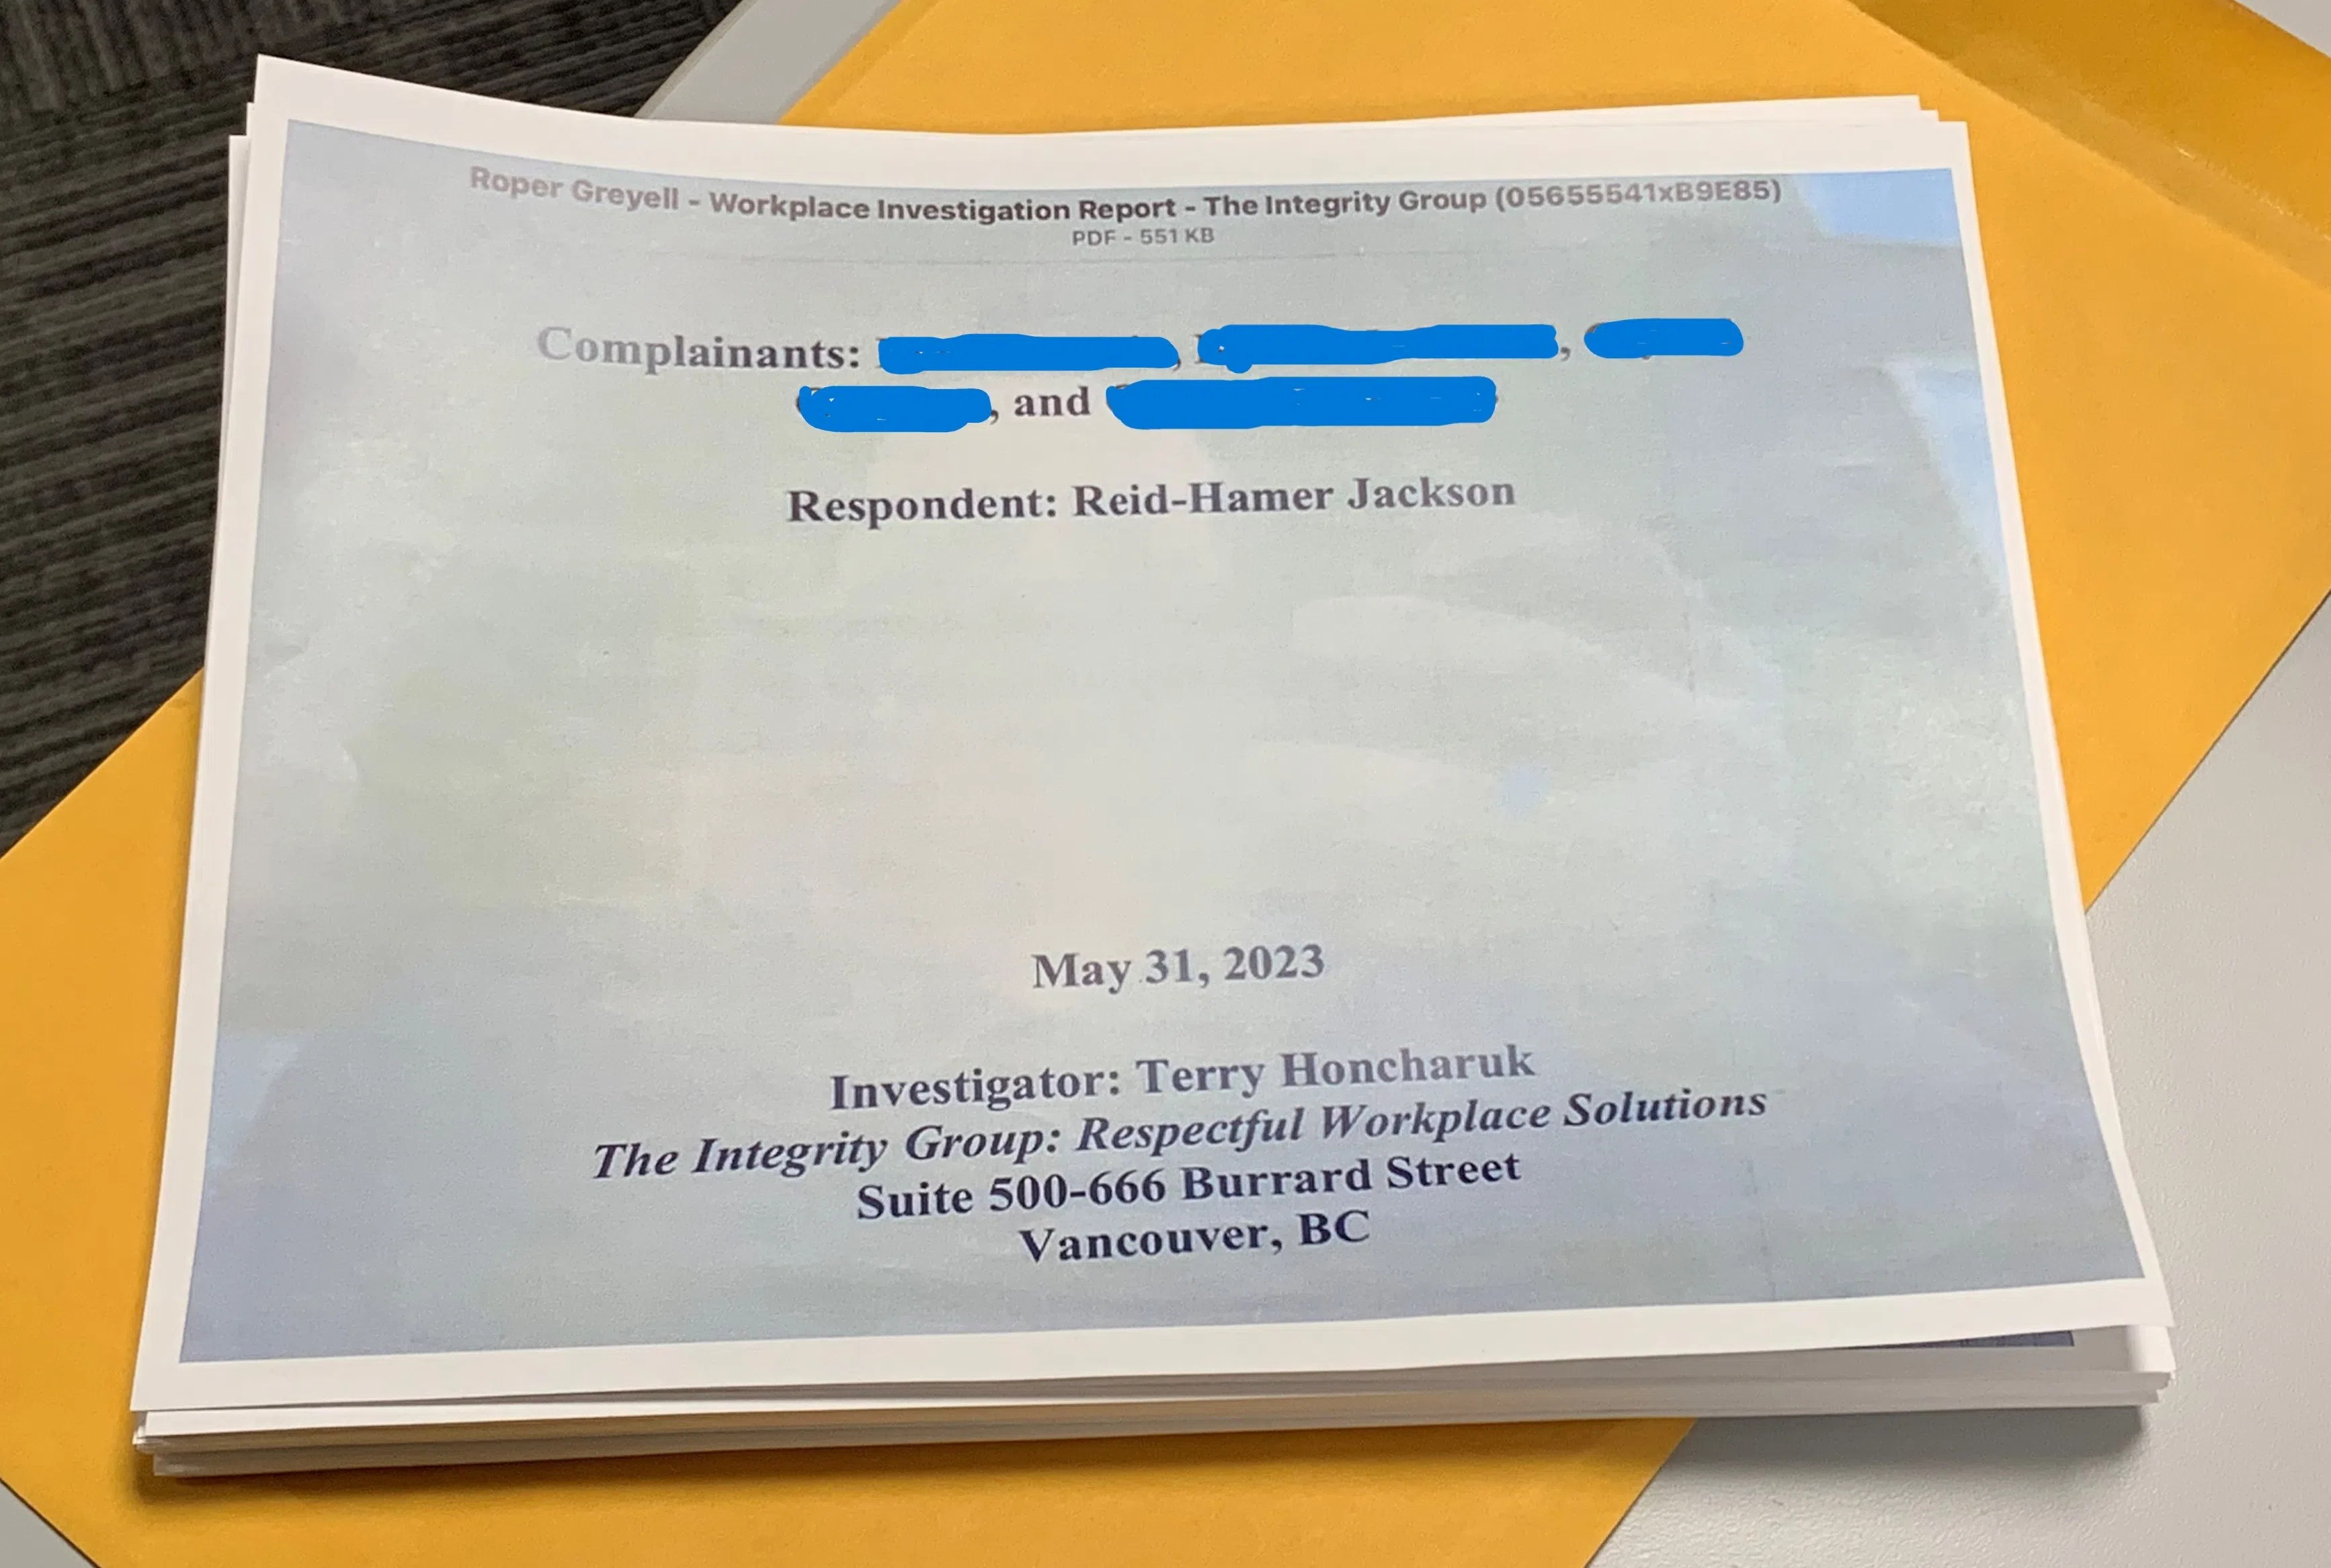 Roper Greyell - Workplace Investigation Report - The Integrity Group (05655541xB9E85)
PDF - 551 KB
Complainants: , ,
, and
Respondent: Reid-Hamer Jackson
May 31, 2023
Investigator: Terry Honcharuk
The Integrity Group: Respectful Workplace Solutions
Suite 500-666 Burrard Street
Vancouver, BC